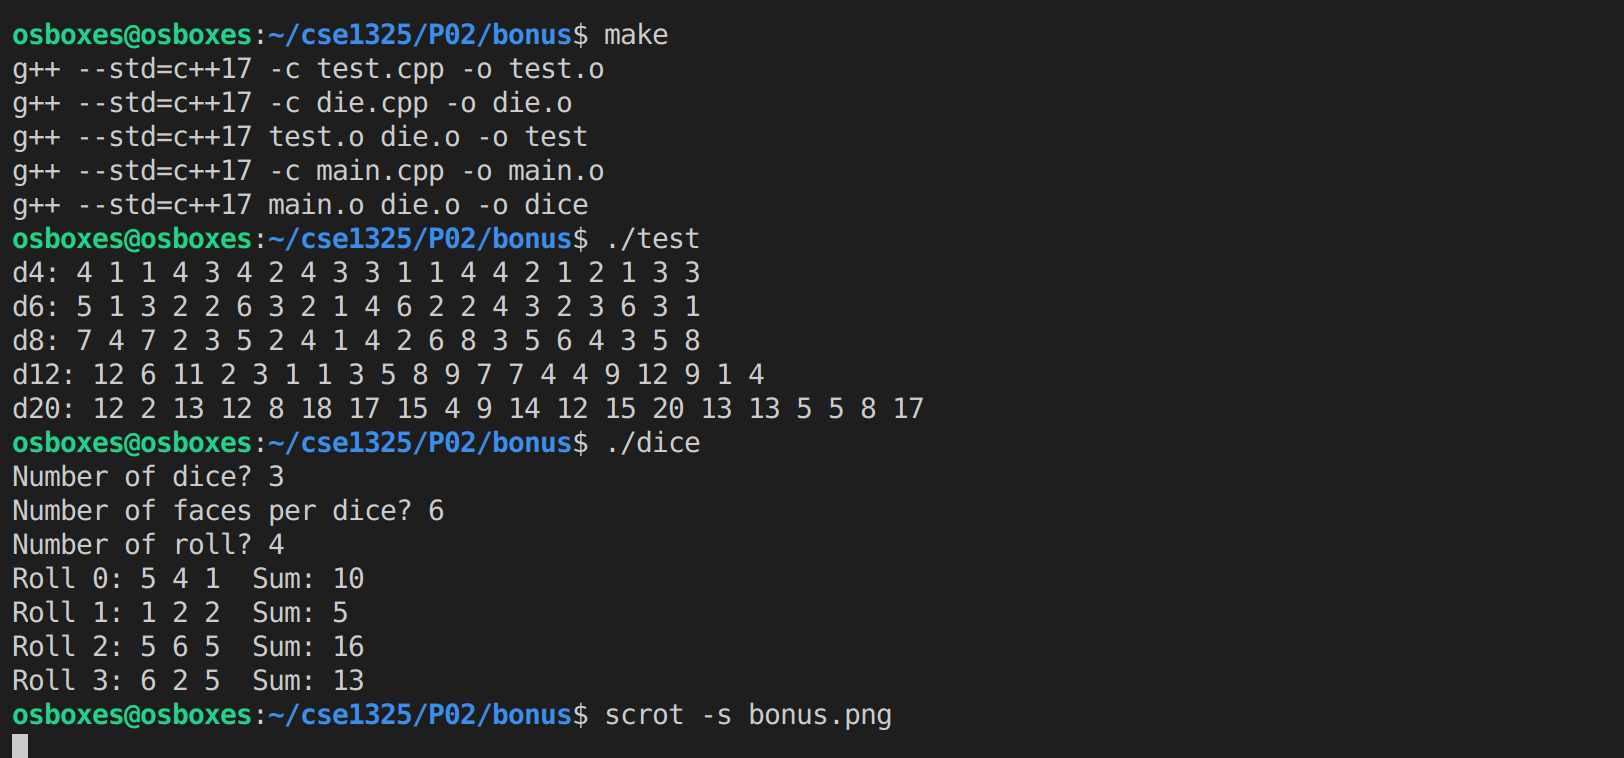 osboxes@osboxes:~/cse1325/P02/bonus$ make
g++ --std=c++17 -c test.cpp -o test.o
g++ --std=c++17 -c die.cpp -o die.o
g++ --std=c++17 test.o die.o -o test
g++ --std=c++17 -c main.cpp -o main.o
g++ --std=c++17 main.o die.o -o dice
osboxes@osboxes:~/cse1325/P02/bonus$ ./test
d4: 4 1 1 4 3 4 2 4 3 3 1 1 4 4 2 1 2 1 3 3
d6: 5 1 3 2 2 6 3 2 1 4 6 2 2 4 3 2 3 6 3 1
d8: 7 4 7 2 3 5 2 4 1 4 2 6 8 3 5 6 4 3 5 8
d12: 12 6 11 2 3 1 1 3 5 8 9 7 7 4 4 9 12 9 1 4
d20: 12 2 13 12 8 18 17 15 4 9 14 12 15 20 13 13 5 5 8 17
osboxes@osboxes:~/cse1325/P02/bonus$ ./dice
Number of dice? 3
Number of faces per dice? 6
Number of roll? 4
Roll 0: 5 4 1  Sum: 10
Roll 1: 1 2 2  Sum: 5
Roll 2: 5 6 5  Sum: 16
Roll 3: 6 2 5  Sum: 13
osboxes@osboxes:~/cse1325/P02/bonus$ scrot -s bonus.png